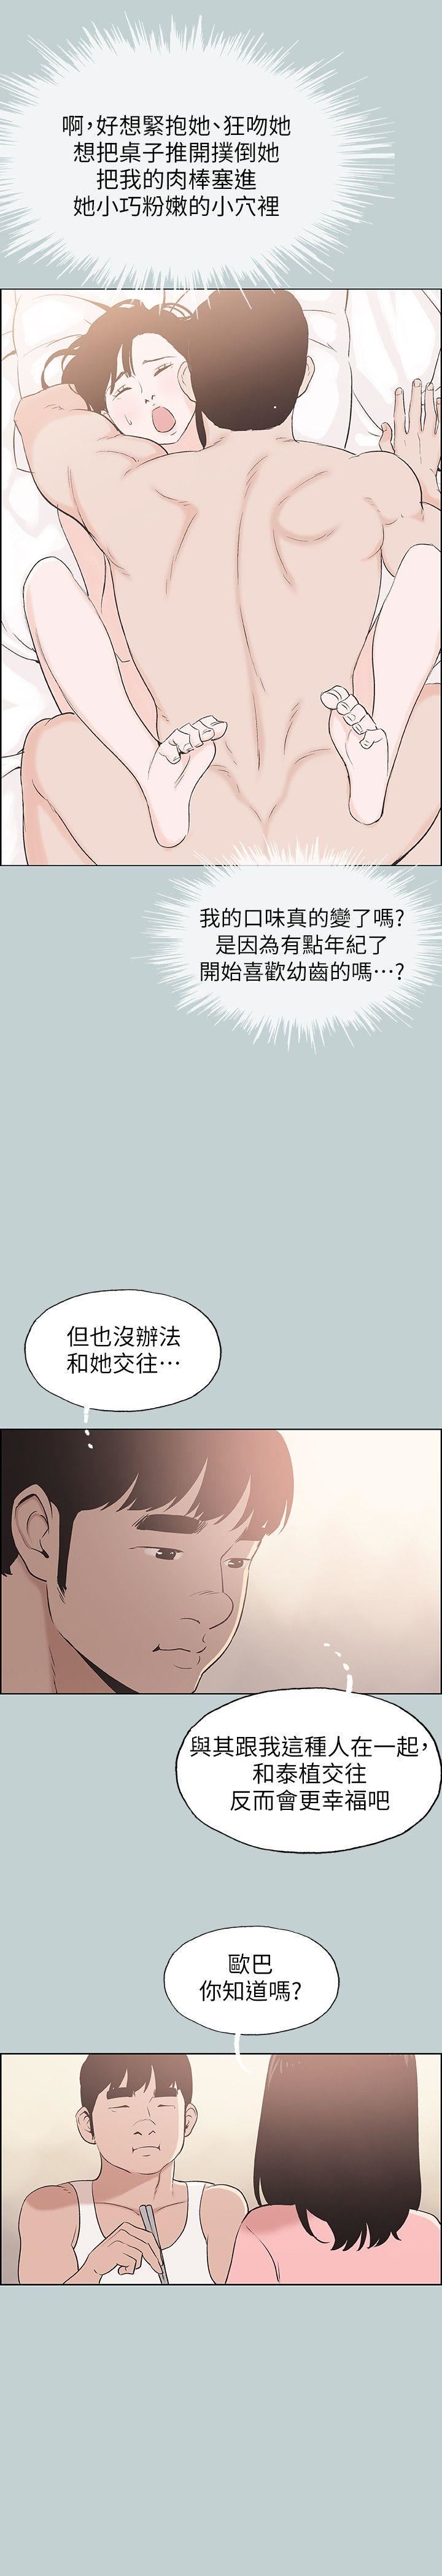 啊,好想緊抱她、狂吻她
想把桌子推開撲倒她
把我的肉棒塞進
她小巧粉嫩的小穴裡
我的口味真的變了嗎?
是因為有點年紀了
開始喜歡幼齒的嗎…?
但也沒辦法
和她交往…
與其跟我這種人在一起,
和泰植交往
反而會更幸福吧
歐巴
你知道嗎?